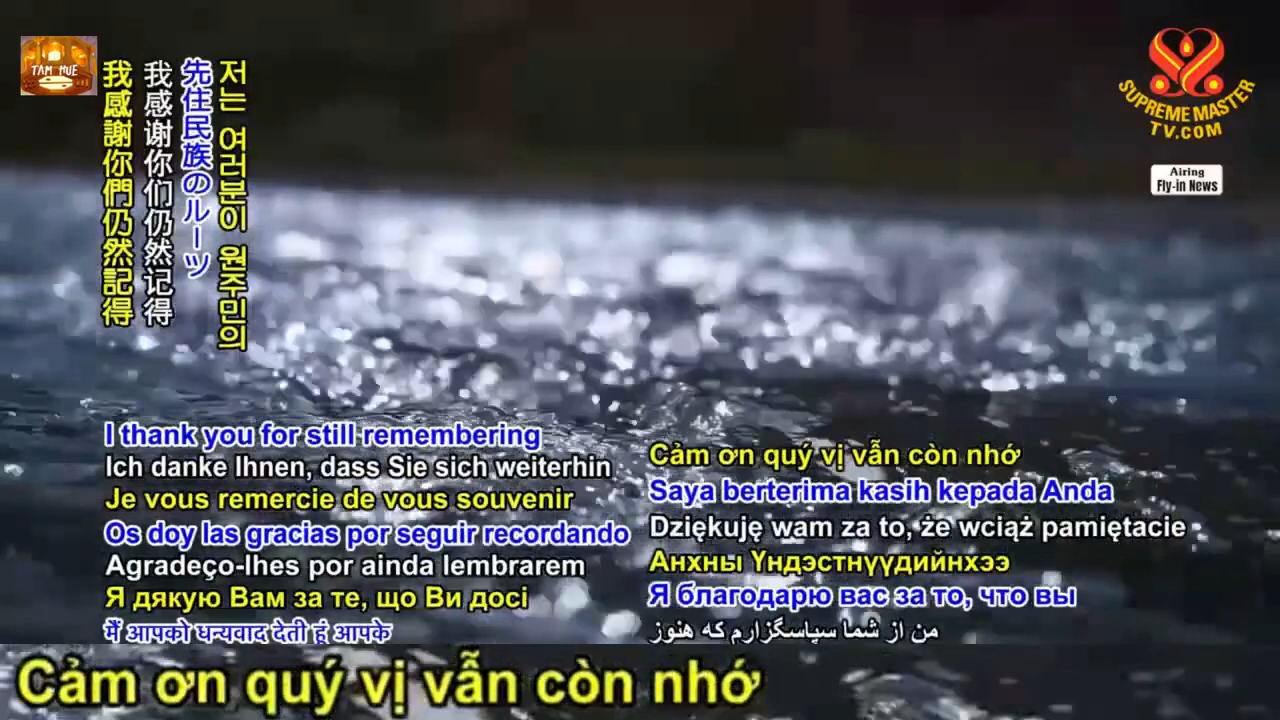 TAM HUE
我感謝你們仍然記得
我感谢你们仍然记得
先住民族のルーツ
저는 여러분이 원주민의
SUPREME MASTER
TV.COM
Airing
Fly-in News
I thank you for still remembering
Ich danke Ihnen, dass Sie sich weiterhin
Je vous remercie de vous souvenir
Os doy las gracias por seguir recordando
Agradeço-lhes por ainda lembrarem
Я дякую Вам за те, що Ви досі
मैं आपको धन्यवाद देती हूं आपके
Cảm ơn quý vị vẫn còn nhớ
Saya berterima kasih kepada Anda
Dziękuję wam za to, że wciąż pamiętacie
Анхны Үндэстнүүдийнхээ
Я благодарю вас за то, что вы
من از شما سپاسگزارم که هنوز
Cảm ơn quý vị vẫn còn nhớ